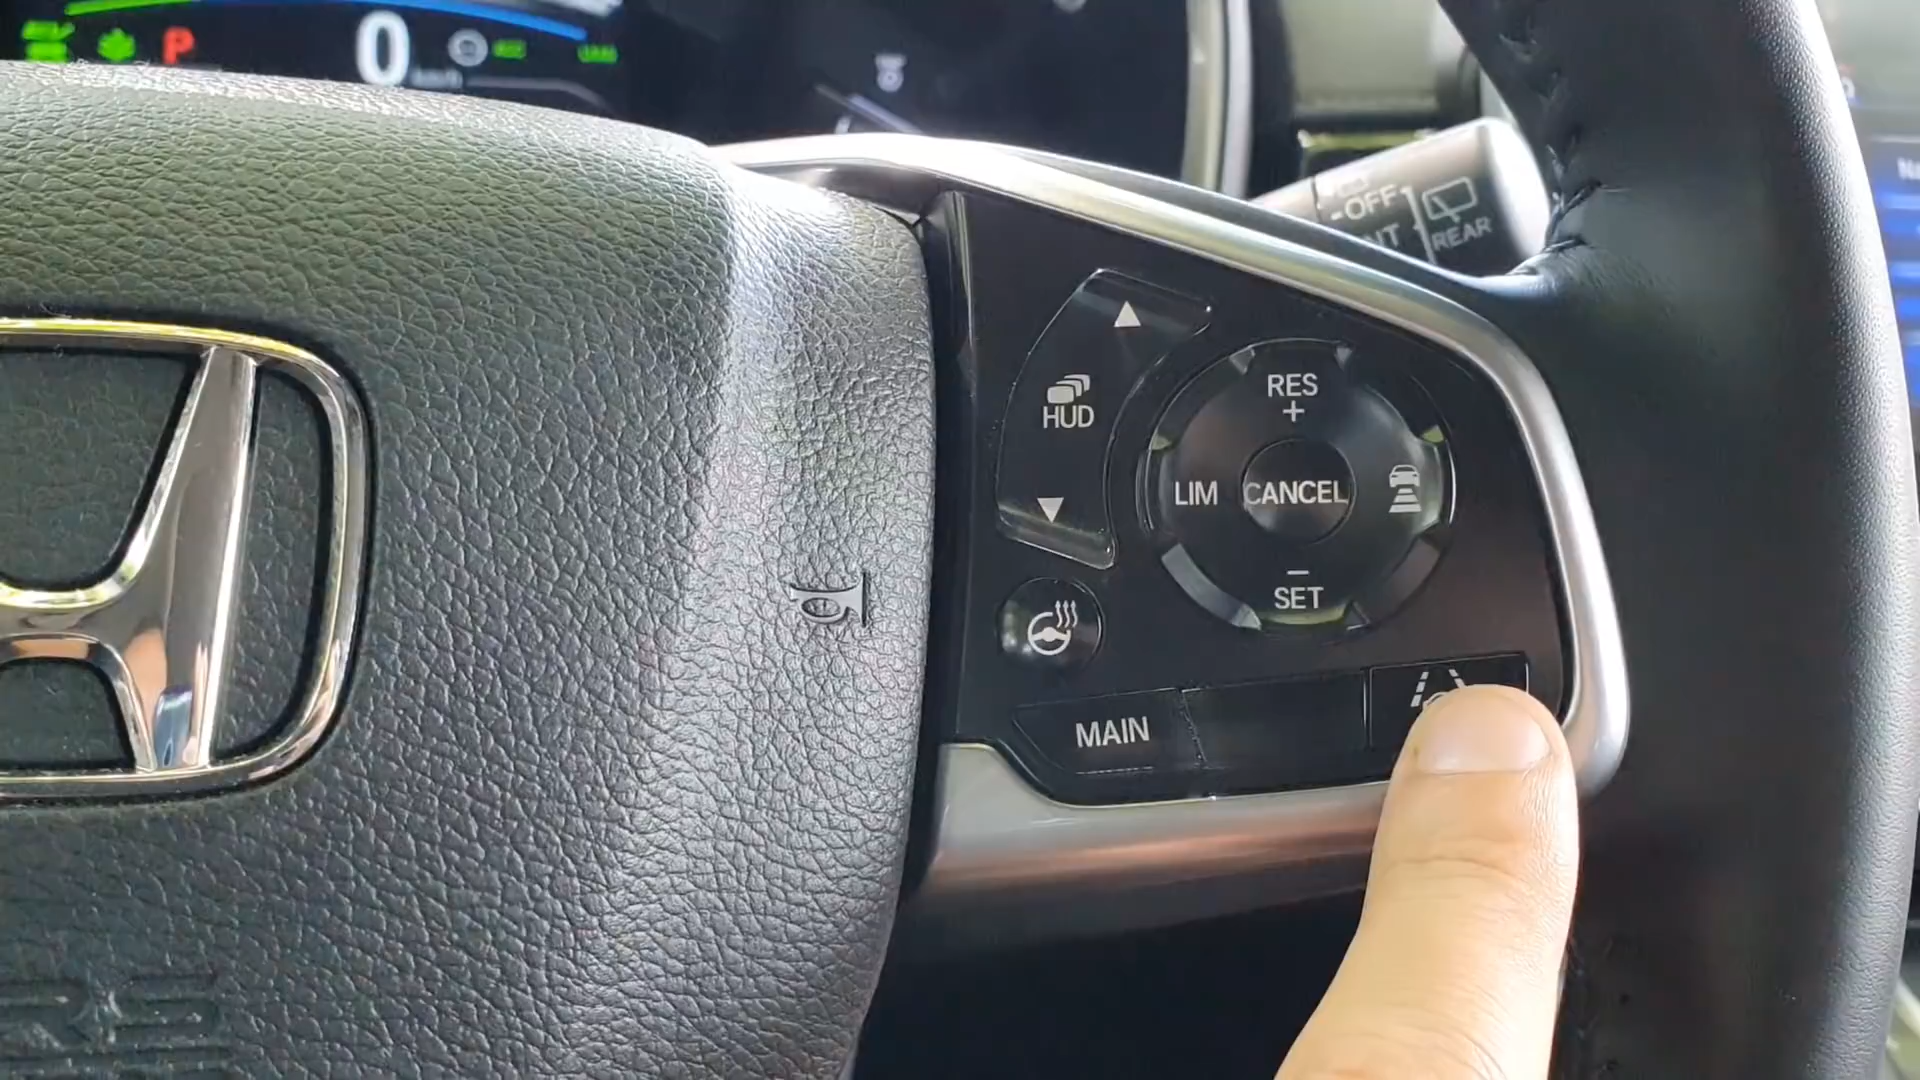 P
0
-OFF
REAR
RES
+
HUD
LIM CANCEL
−
SET
MAIN